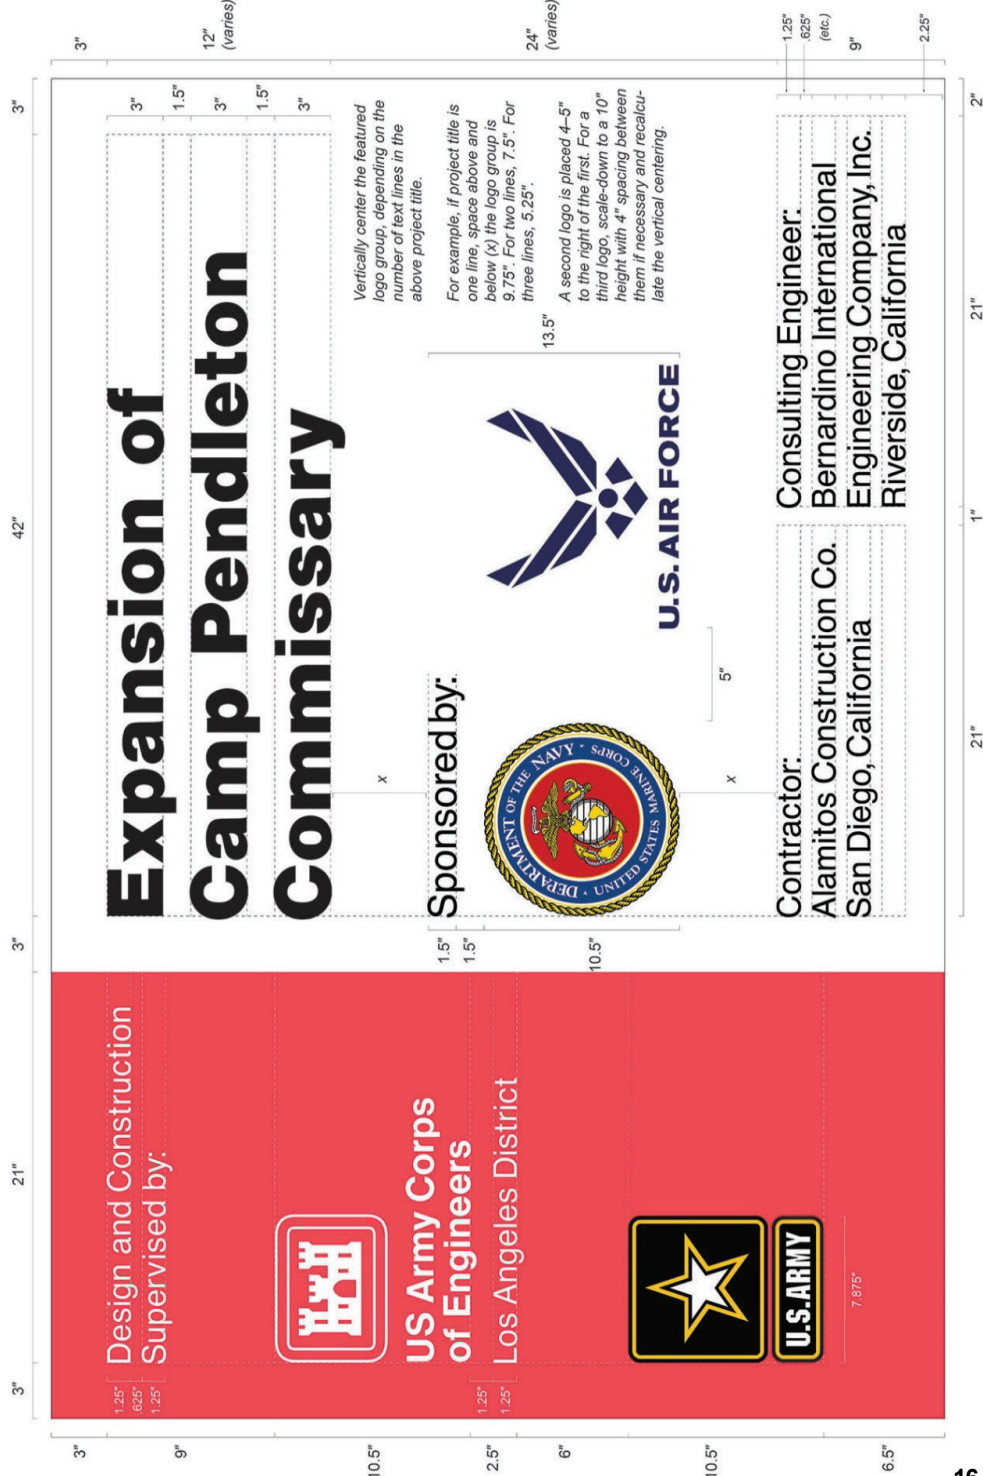 3"
21"
3"
42"
3"
3"
9"
10.5"
2.5"
6"
10.5"
6.5"
1.25"
.625"
1.25"
Design and Construction
Supervised by:
US Army Corps
of Engineers
1.25"
1.25"
Los Angeles District
U.S.ARMY
7.875"
Expansion of
Camp Pendleton
Commissary
3"
1.5"
3"
1.5"
3"
3"
12"
(varies)
24"
(varies)
x
1.5"
1.5"
10.5"
Sponsored by:
DEPARTMENT OF THE NAVY
UNITED STATES MARINE CORPS
5"
U.S. AIR FORCE
13.5"
x
Vertically center the featured
logo group, depending on the
number of text lines in the
above project title.
For example, if project title is
one line, space above and
below (x) the logo group is
9.75". For two lines, 7.5". For
three lines, 5.25".
A second logo is placed 4–5"
to the right of the first. For a
third logo, scale-down to a 10"
height with 4" spacing between
them if necessary and recalcu-
late the vertical centering.
Contractor:
Alamitos Construction Co.
San Diego, California
Consulting Engineer:
Bernardino International
Engineering Company, Inc.
Riverside, California
1.25"
.625"
(etc.)
9"
2.25"
21"
1"
21"
2"
16